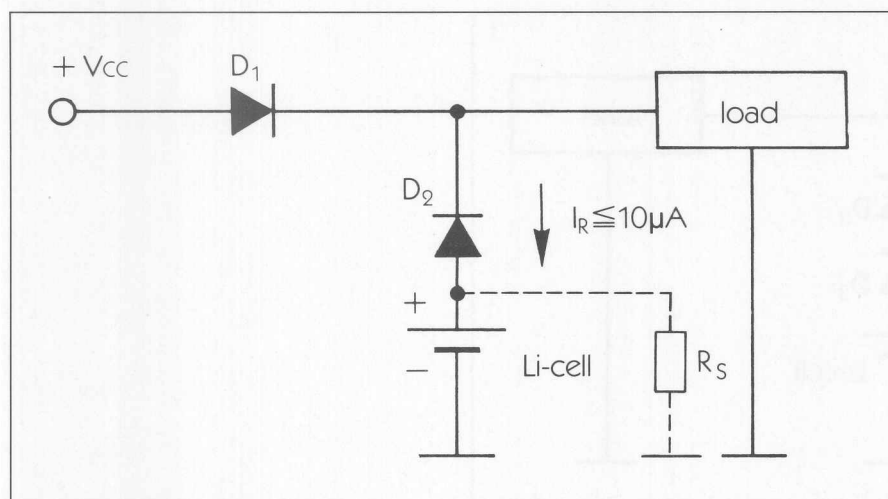 + VCC
D1
load
D2
IR≦10µA
+
−
Li-cell
RS